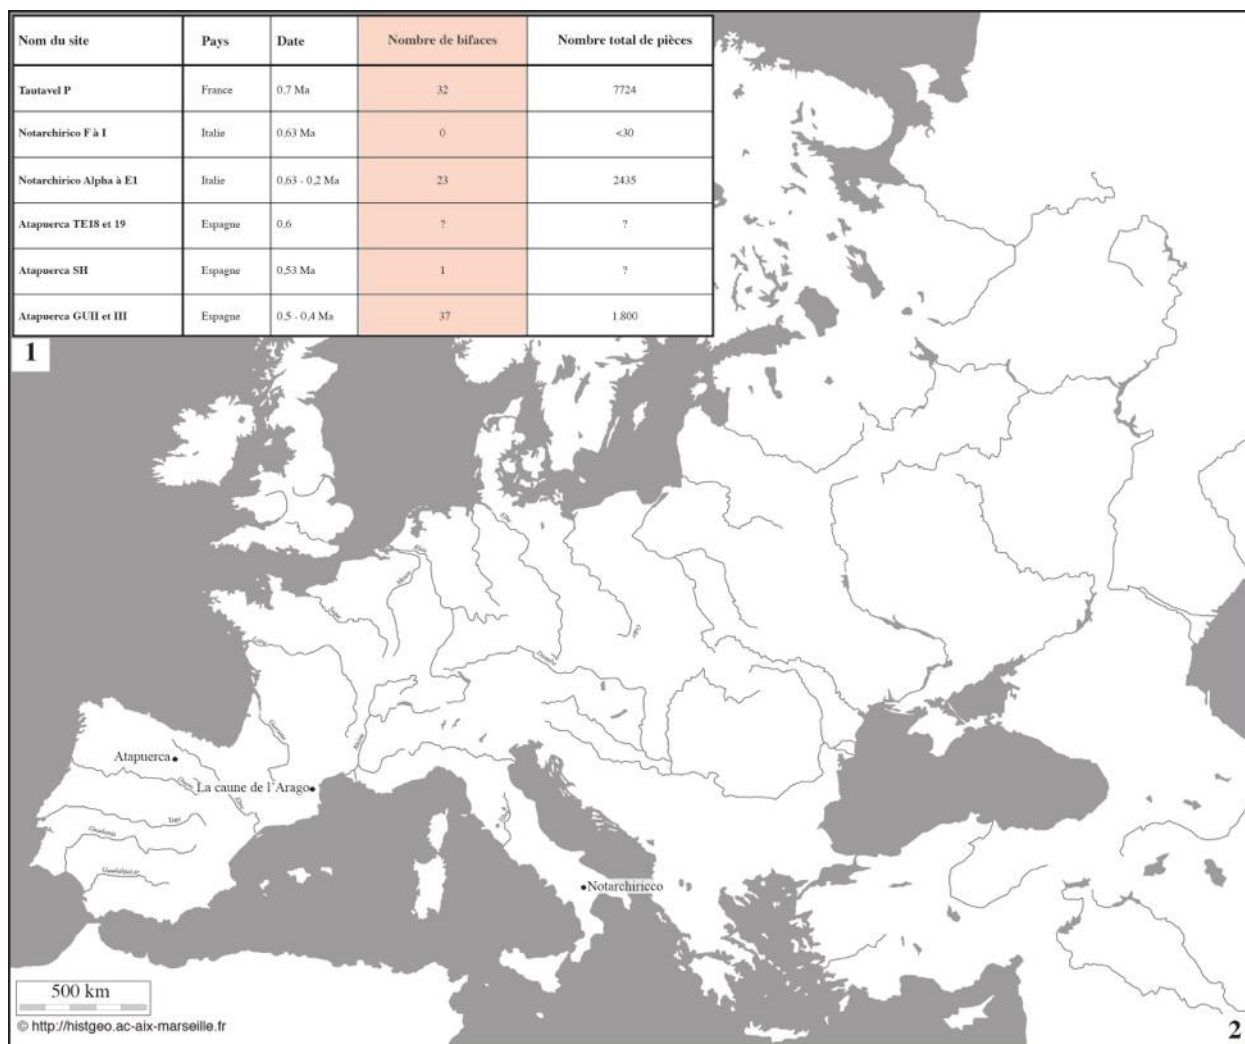 Nom du site Pays Date Nombre de bifaces Nombre total de pièces
Tautavel P France 0,7 Ma 32 7724
Notarchirico F à I Italie 0,63 Ma 0 <30
Notarchirico Alpha à E1 Italie 0,63 - 0,2 Ma 23 2435
Atapuerca TE18 et 19 Espagne 0.6 ? ?
Atapuerca SH Espagne 0,53 Ma 1 ?
Atapuerca GUII et III Espagne 0,5 - 0,4 Ma 37 1.800
1
Atapuerca
La caune de l'Arago
Tage
Guadiana
Guadalquivir
Notarchiricco
500 km
© http://histgeo.ac-aix-marseille.fr
2